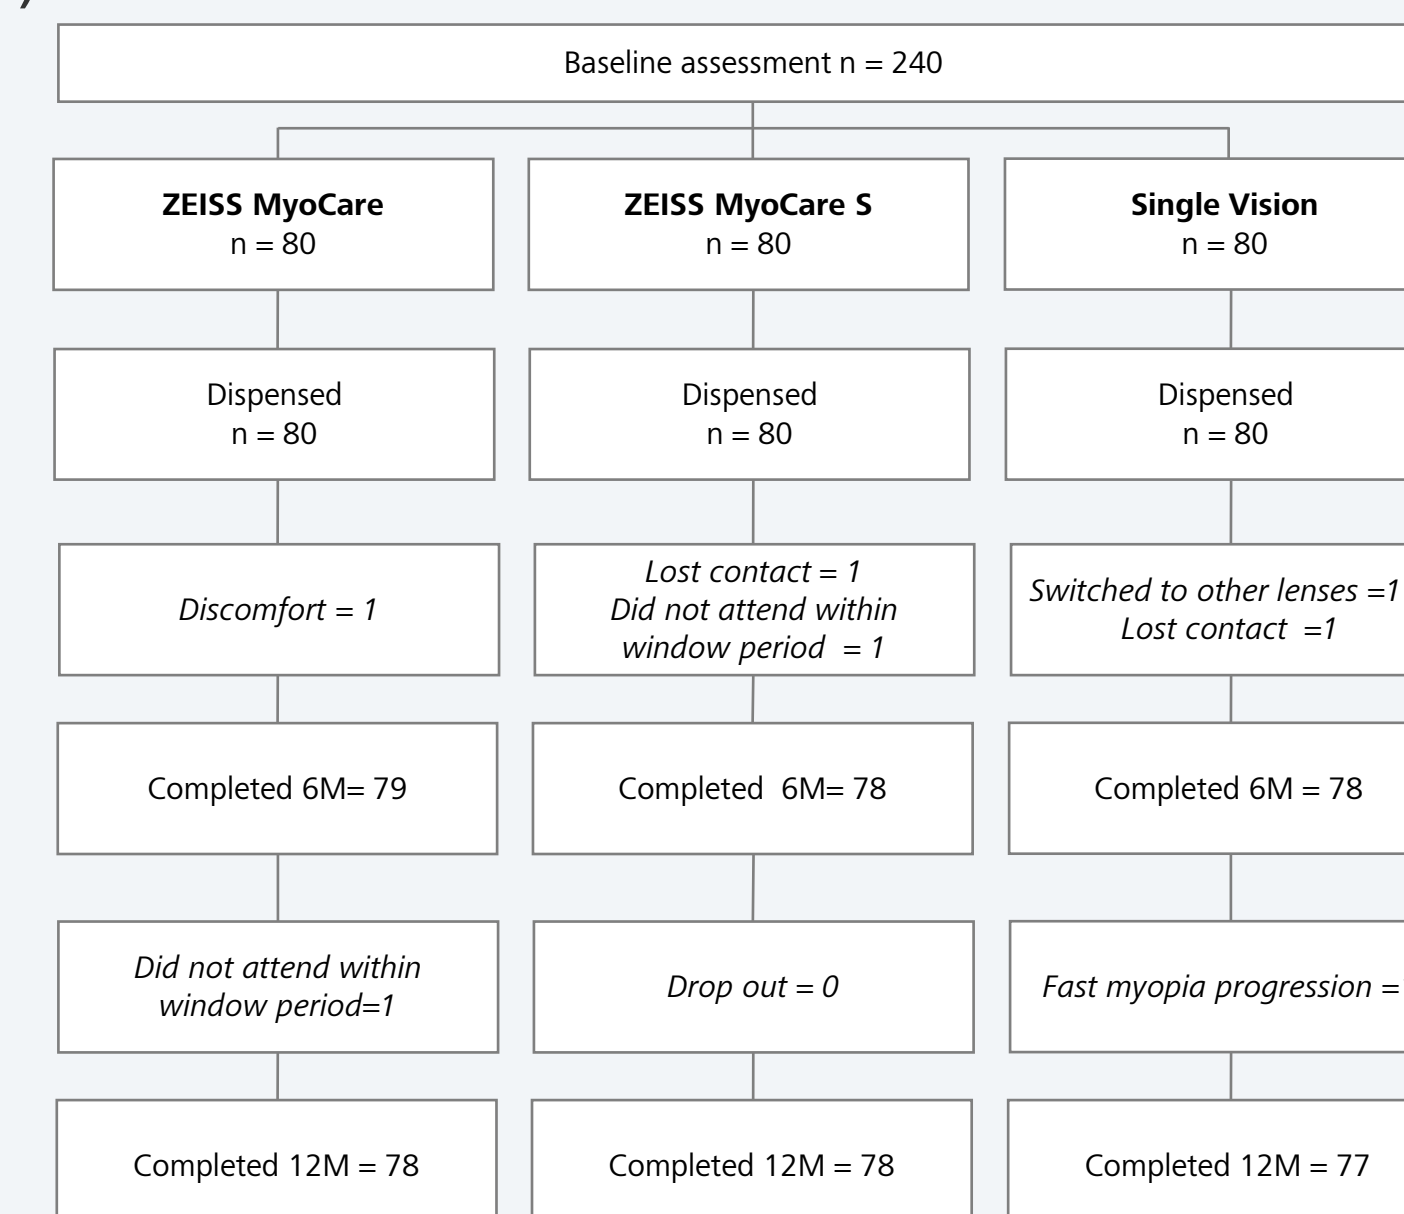 Baseline assessment n = 240
ZEISS MyoCare
n = 80
ZEISS MyoCare S
n = 80
Single Vision
n = 80
Dispensed
n = 80
Dispensed
n = 80
Dispensed
n = 80
Discomfort = 1
Lost contact = 1
Did not attend within
window period  = 1
Switched to other lenses =1
Lost contact  =1
Completed 6M= 79
Completed  6M= 78
Completed 6M = 78
Did not attend within
window period=1
Drop out = 0
Fast myopia progression =
Completed 12M = 78
Completed 12M = 78
Completed 12M = 77